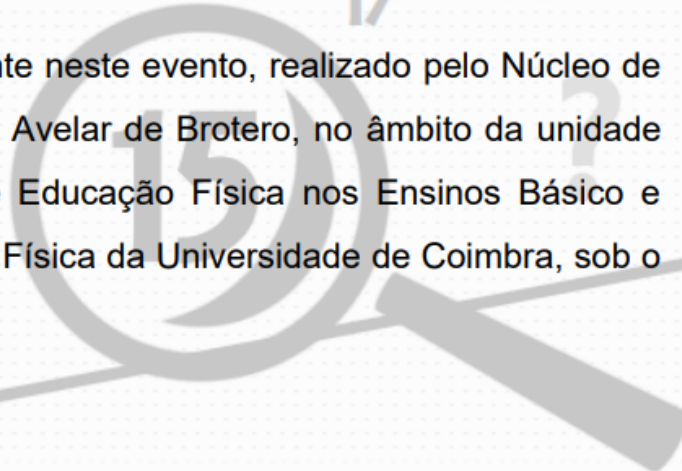 neste evento, realizado pelo Núcleo de
Avelar de Brotero, no âmbito da unidade
Educação Física nos Ensinos Básico e
Física da Universidade de Coimbra, sob o
15
?